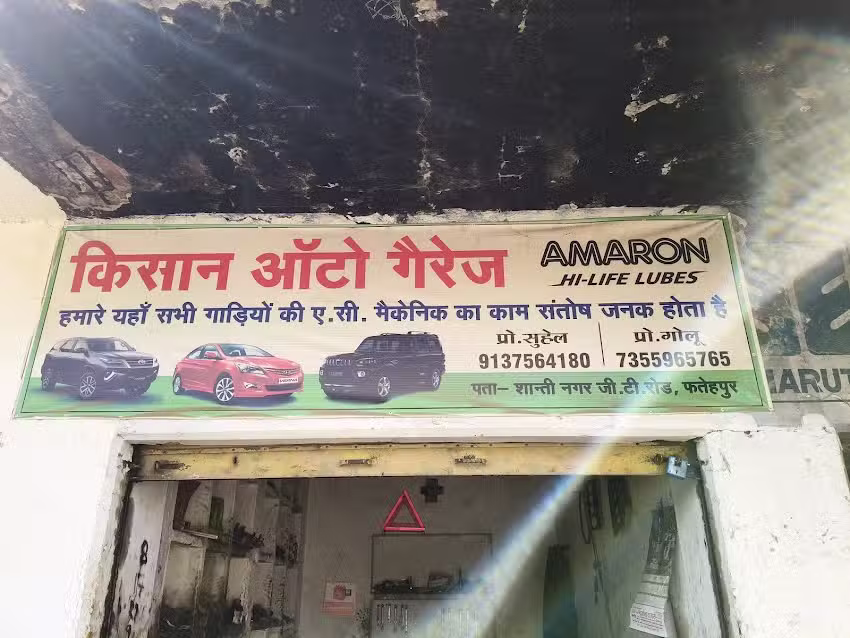 किसान ऑटो गैरेज
AMARON
HI-LIFE LUBES
हमारे यहाँ सभी गाड़ियों की ए.सी. मैकेनिक का काम संतोष जनक होता है
प्रो.सुहेल
9137564180
प्रो.गोलू
7355965765
पता– शान्ती नगर जी.टी.रोड, फतेहपुर